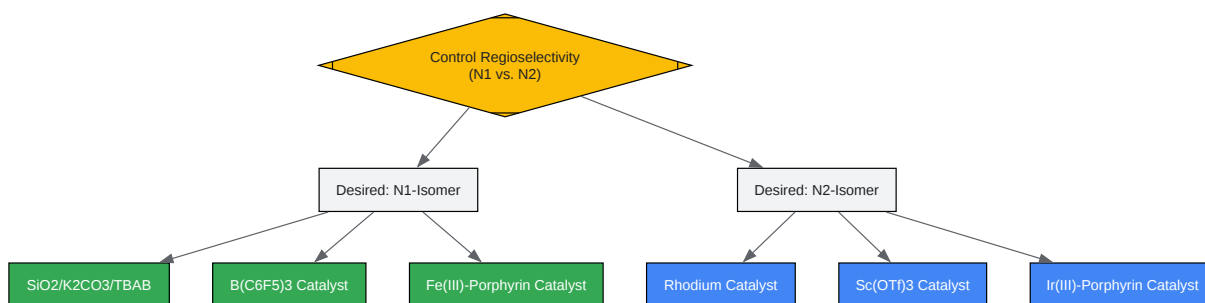 Control Regioselectivity
(N1 vs. N2)
Desired: N1-Isomer
Desired: N2-Isomer
SiO2/K2CO3/TBAB
B(C6F5)3 Catalyst
Fe(III)-Porphyrin Catalyst
Rhodium Catalyst
Sc(OTf)3 Catalyst
Ir(III)-Porphyrin Catalyst